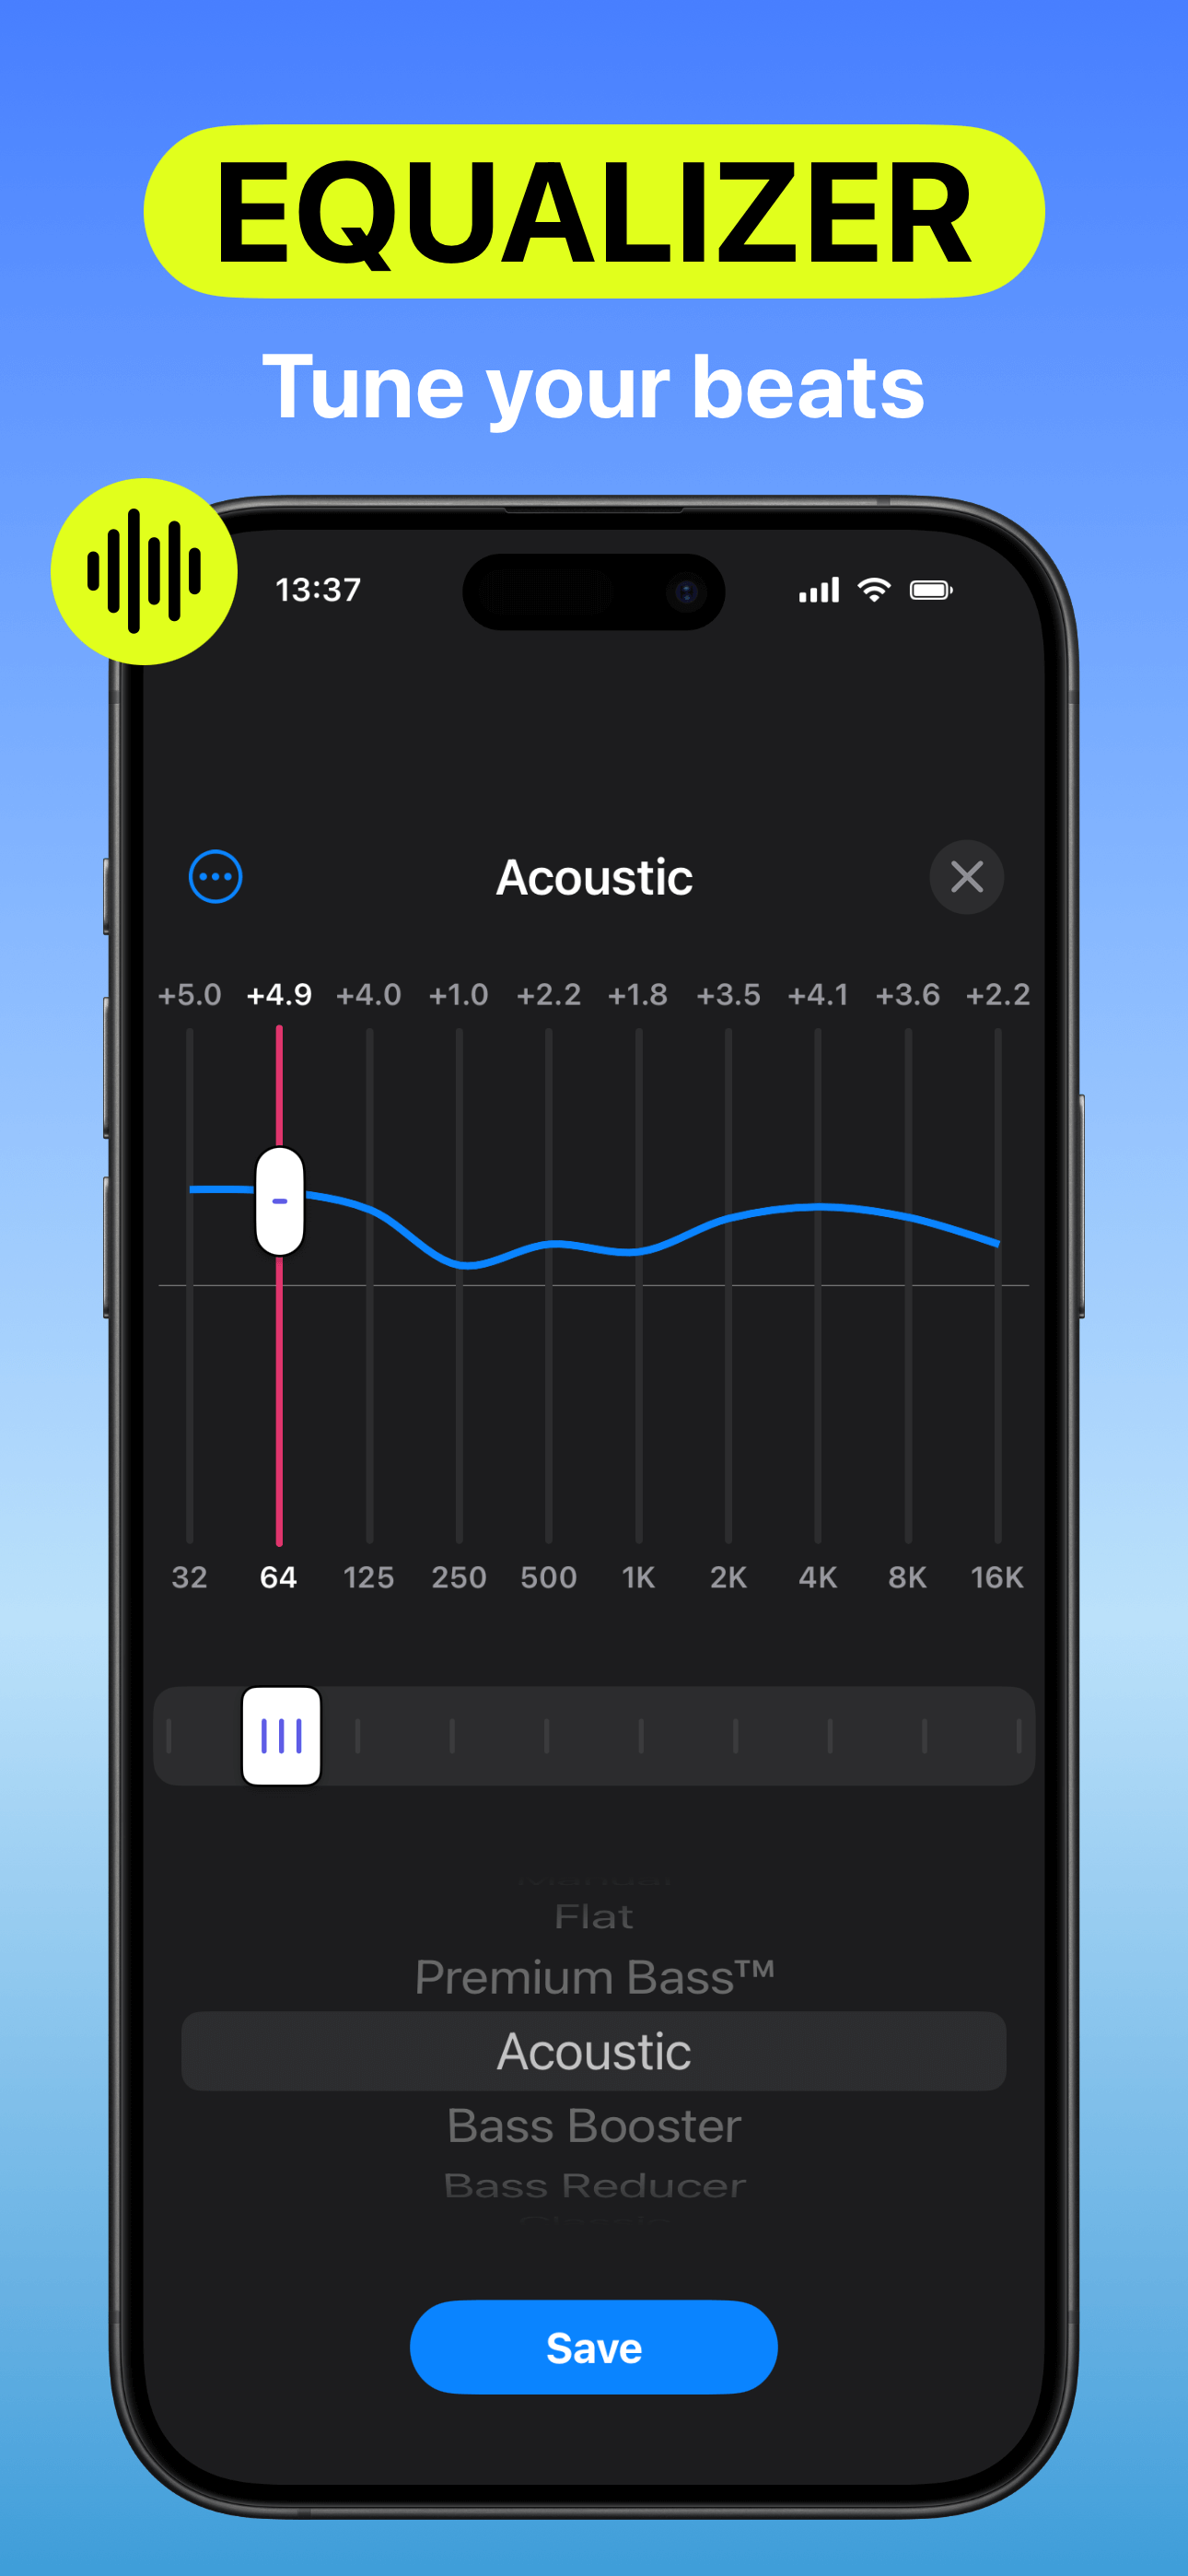 EQUALIZER
Tune your beats
13:37
Acoustic
+5.0 +4.9 +4.0 +1.0 +2.2 +1.8 +3.5 +4.1 +3.6 +2.2
32 64 125 250 500 1K 2K 4K 8K 16K
Flat
Premium Bass™
Acoustic
Bass Booster
Bass Reducer
Save